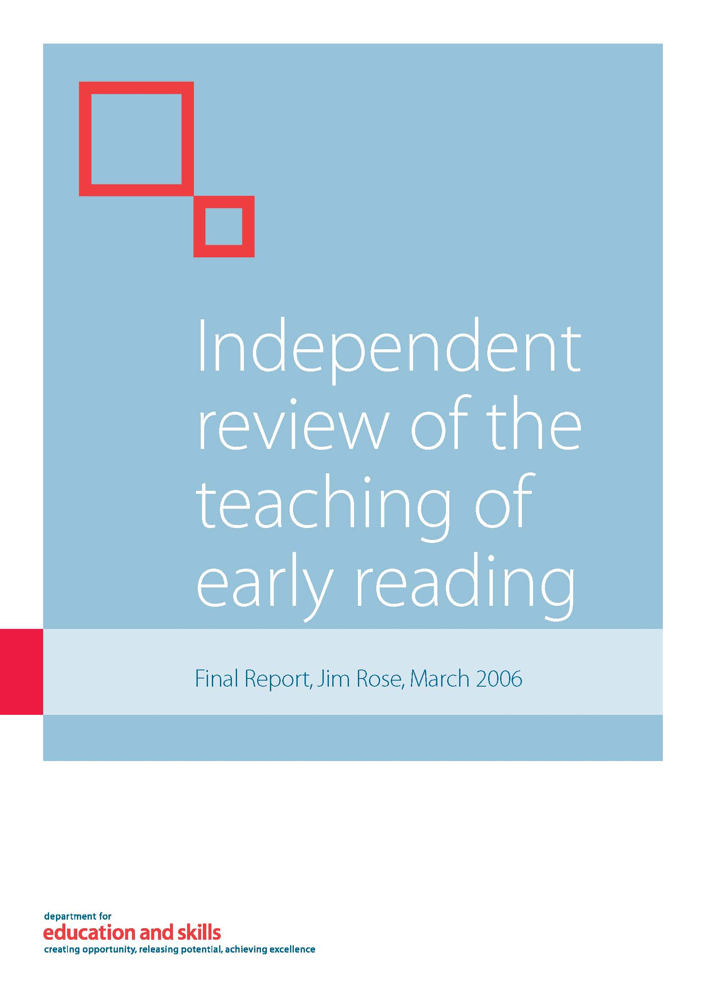 Independent
review of the
teaching of
early reading
Final Report, Jim Rose, March 2006
department for
education and skills
creating opportunity, releasing potential, achieving excellence